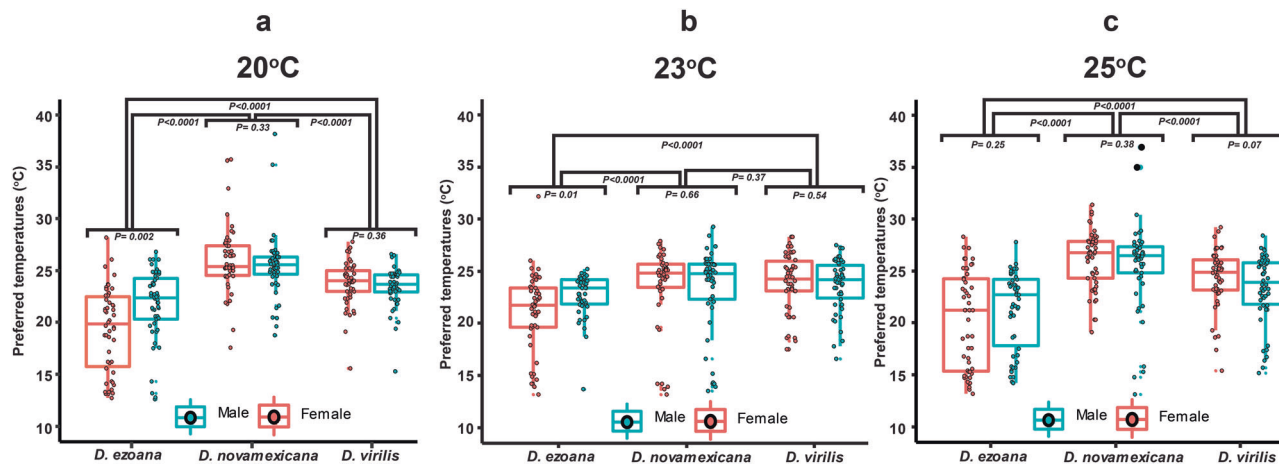 a
20°C
Preferred temperatures (°C)
40
35
30
25
20
15
10
P<0.0001
P<0.0001
P<0.0001
P= 0.33
P= 0.002
P= 0.36
Male
Female
D. ezoana
D. novamexicana
D. virilis
b
23°C
Preferred temperatures (°C)
40
35
30
25
20
15
10
P<0.0001
P<0.0001
P= 0.37
P= 0.01
P= 0.66
P= 0.54
Male
Female
D. ezoana
D. novamexicana
D. virilis
c
25°C
Preferred temperatures (°C)
40
35
30
25
20
15
10
P<0.0001
P<0.0001
P<0.0001
P= 0.25
P= 0.38
P= 0.07
Male
Female
D. ezoana
D. novamexicana
D. virilis